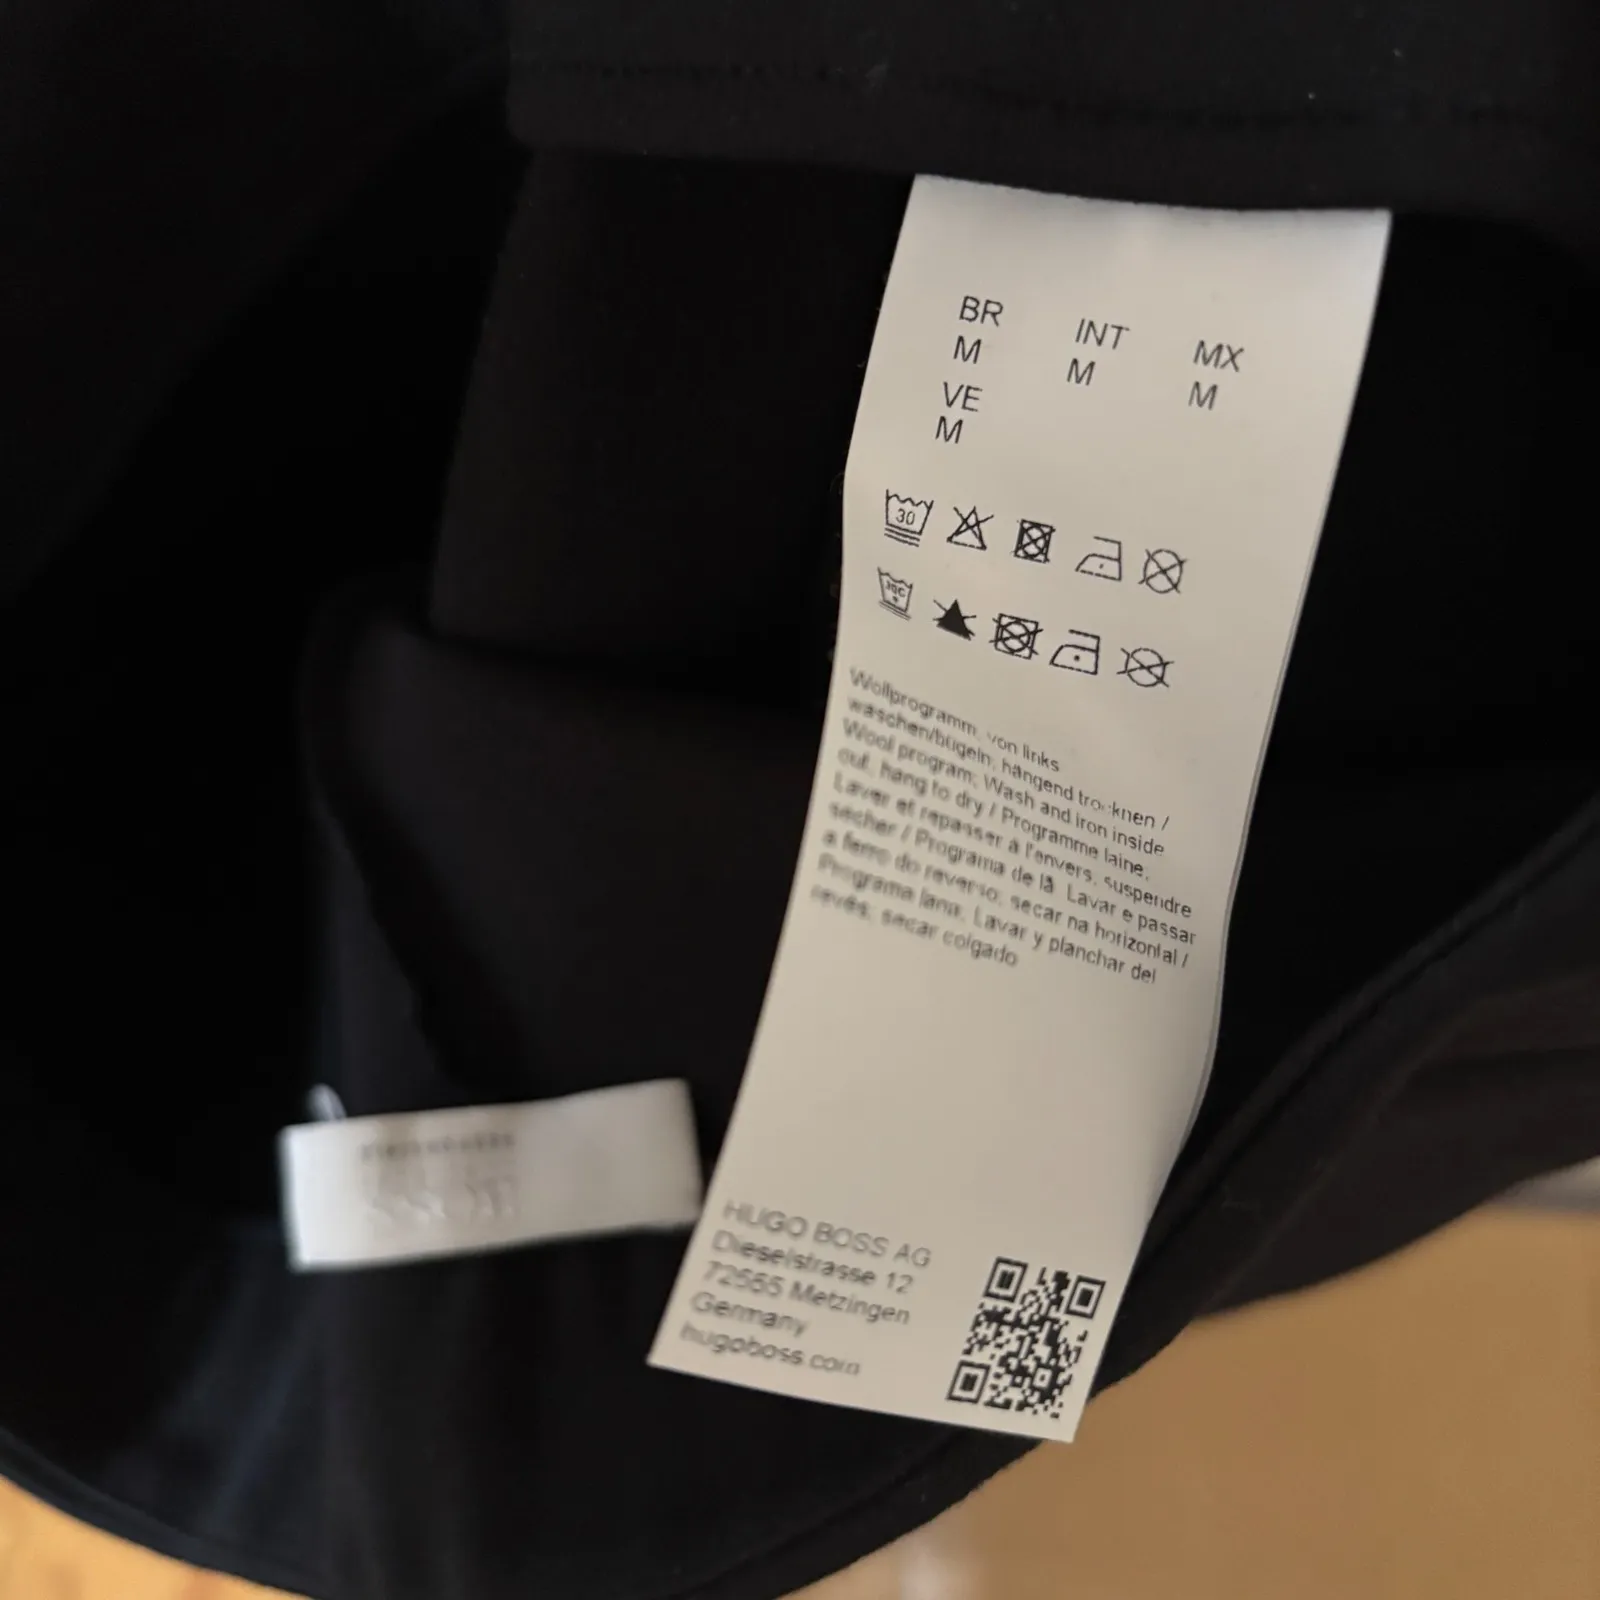 BR INT MX
M M M
VE
M
30
30C
Wollprogramm, von links
waschen/bügeln, hängend trocknen /
Wool program; Wash and iron inside
out, hang to dry / Programme laine,
Laver et repasser à l'envers, suspendre
sécher / Programa de lã. Lavar e passar
a ferro do reverso; secar na horizontal /
Programa lana. Lavar y planchar del
revés; secar colgado
HUGO BOSS AG
Dieselstrasse 12
72555 Metzingen
Germany
hugoboss.com